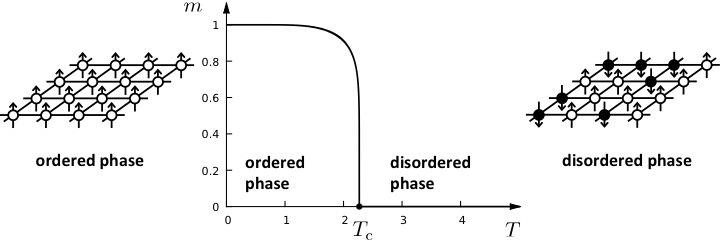 m
1
0.8
0.6
0.4
0.2
0
0 1 2 3 4
T_c
T
ordered
phase
disordered
phase
ordered phase
disordered phase